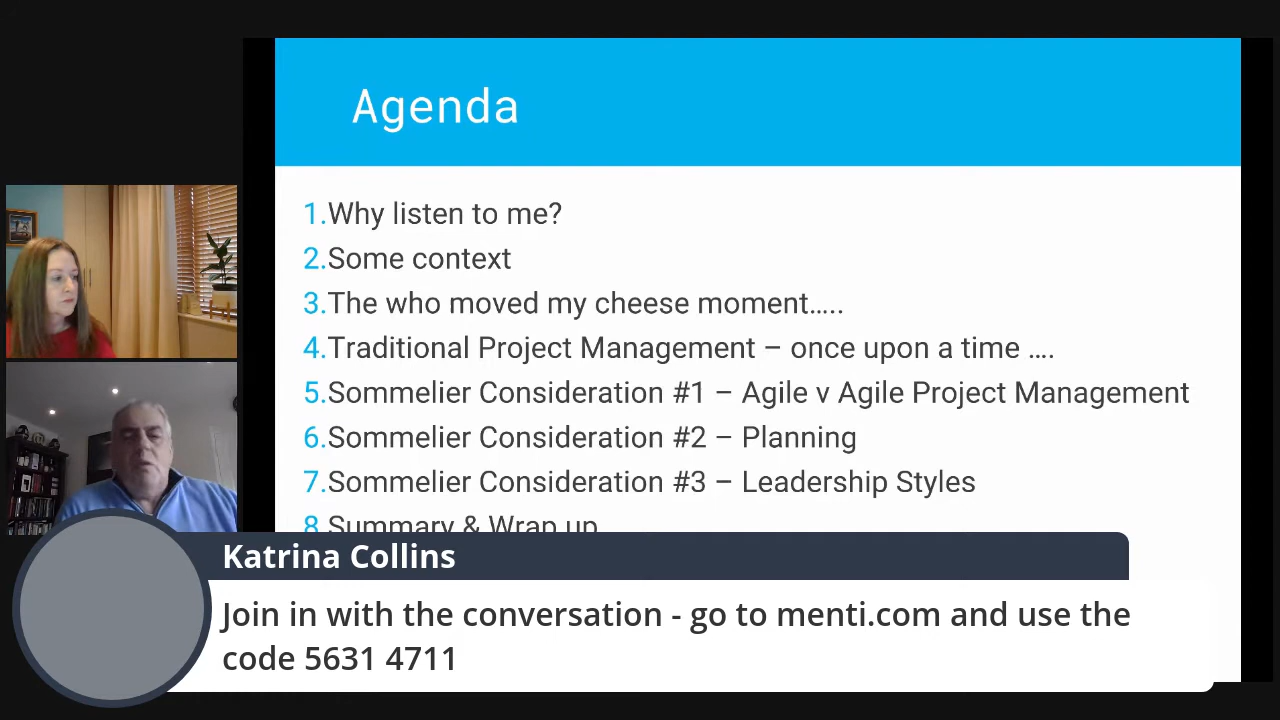 Agenda
1.Why listen to me?
2.Some context
3.The who moved my cheese moment.....
4.Traditional Project Management – once upon a time ....
5.Sommelier Consideration #1 – Agile v Agile Project Management
6.Sommelier Consideration #2 – Planning
7.Sommelier Consideration #3 – Leadership Styles
8 Summary & Wrap up
Katrina Collins
Join in with the conversation - go to menti.com and use the
code 5631 4711